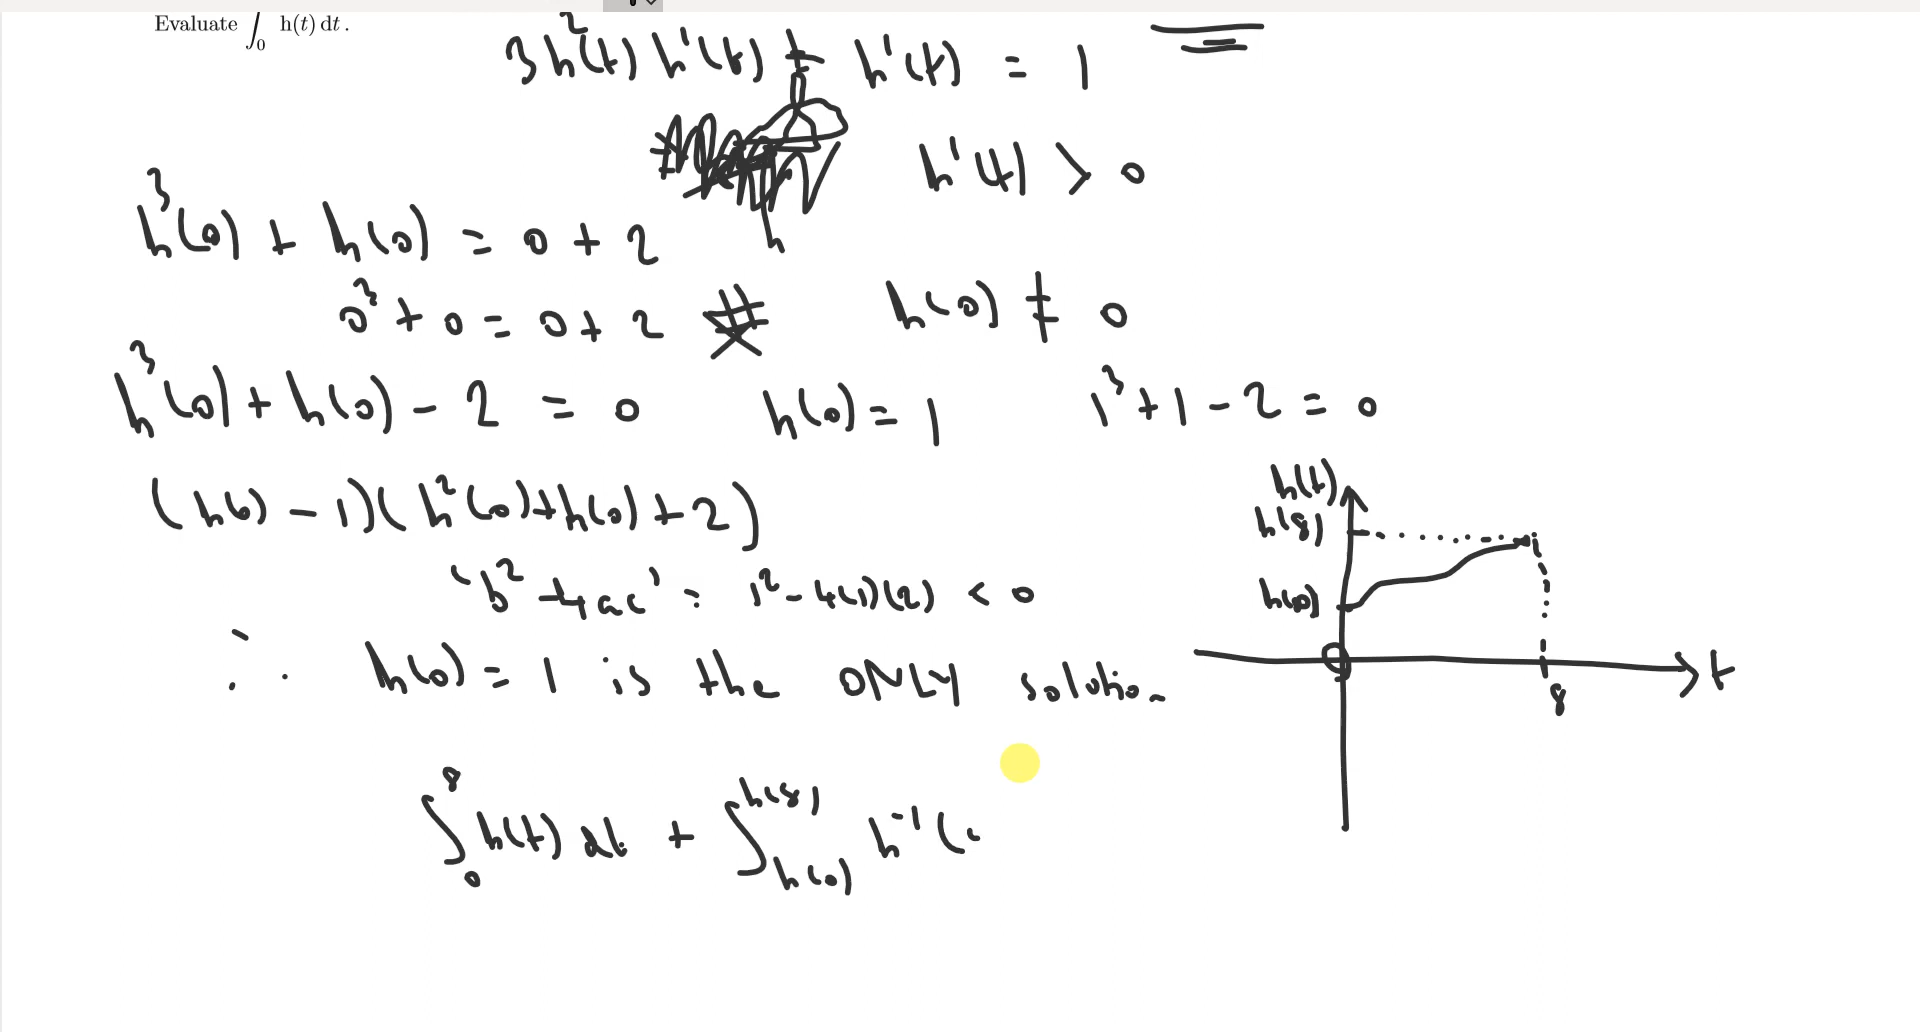 Evaluate ∫₀ h(t) dt.
3h²(t) h'(t) + h'(t) = 1
h'(t) > 0
h³(0) + h(0) = 0 + 2
h
0³ + 0 = 0 + 2 h(0) ≠ 0
h³(0) + h(0) - 2 = 0 h(0) = 1 1³ + 1 - 2 = 0
(h(0) - 1)(h²(0) + h(0) + 2)
h(t)
h(8)
h(0)
t
8
'b² - 4ac' = 1² - 4(1)(2) < 0
∴ h(0) = 1 is the ONLY solution
∫₀⁸ h(t) dt + ∫_{h(0)}^{h(8)} h⁻¹(